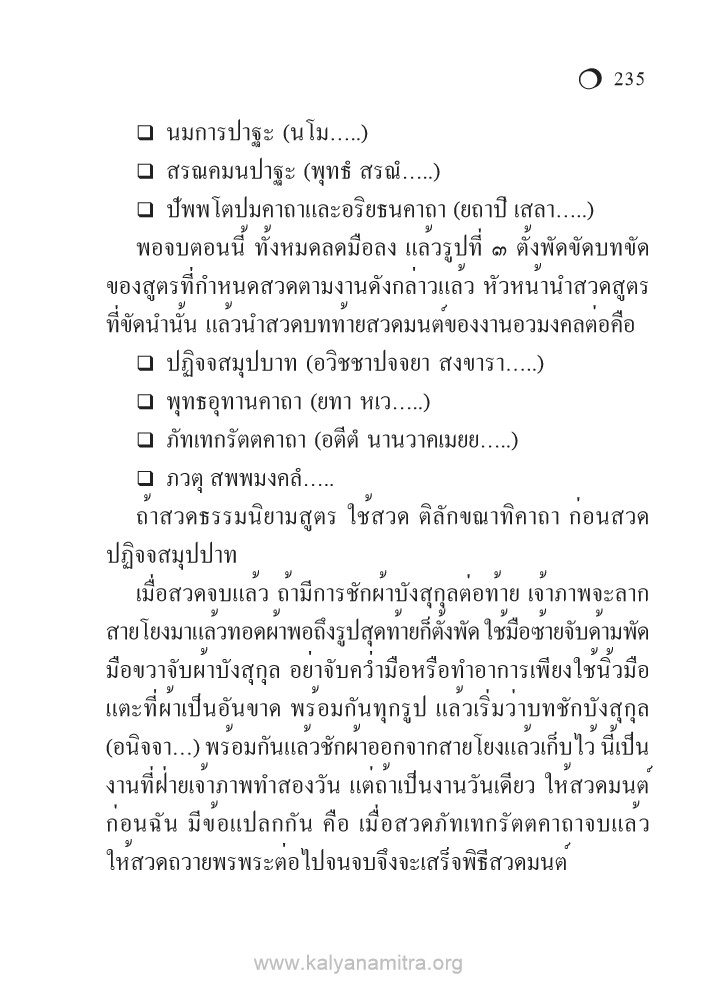 235
❑ นมการปาฐะ (นโม…..)
❑ สรณคมนปาฐะ (พุทธํ สรณํ…..)
❑ ปัพพโตปมคาถาและอริยธนคาถา (ยถาปิ เสลา…..)
พอจบตอนนี้ ทั้งหมดลดมือลง แล้วรูปที่ ๓ ตั้งพัดขัดบทขัด
ของสูตรที่กำหนดสวดตามงานดังกล่าวแล้ว หัวหน้านำสวดสูตร
ที่ขัดนำนั้น แล้วนำสวดบทท้ายสวดมนต์ของงานอวมงคลต่อคือ
❑ ปฏิจจสมุปบาท (อวิชชาปจจยา สงขารา…..)
❑ พุทธอุทานคาถา (ยทา หเว…..)
❑ ภัทเทกรัตตคาถา (อตีตํ นานวาคเมยย…..)
❑ ภวตุ สพพมงคลํ…..
ถ้าสวดธรรมนิยามสูตร ใช้สวด ติลักขณาทิคาถา ก่อนสวด
ปฏิจจสมุปปาท
เมื่อสวดจบแล้ว ถ้ามีการชักผ้าบังสุกุลต่อท้าย เจ้าภาพจะลาก
สายโยงมาแล้วทอดผ้าพอถึงรูปสุดท้ายก็ตั้งพัด ใช้มือซ้ายจับด้ามพัด
มือขวาจับผ้าบังสุกุล อย่าจับคว่ำมือหรือทำอาการเพียงใช้นิ้วมือ
แตะที่ผ้าเป็นอันขาด พร้อมกันทุกรูป แล้วเริ่มว่าบทชักบังสุกุล
(อนิจจา…) พร้อมกันแล้วชักผ้าออกจากสายโยงแล้วเก็บไว้ นี้เป็น
งานที่ฝ่ายเจ้าภาพทำสองวัน แต่ถ้าเป็นงานวันเดียว ให้สวดมนต์
ก่อนฉัน มีข้อแปลกกัน คือ เมื่อสวดภัทเทกรัตตคาถาจบแล้ว
ให้สวดถวายพรพระต่อไปจนจบจึงจะเสร็จพิธีสวดมนต์
www.kalyanamitra.org